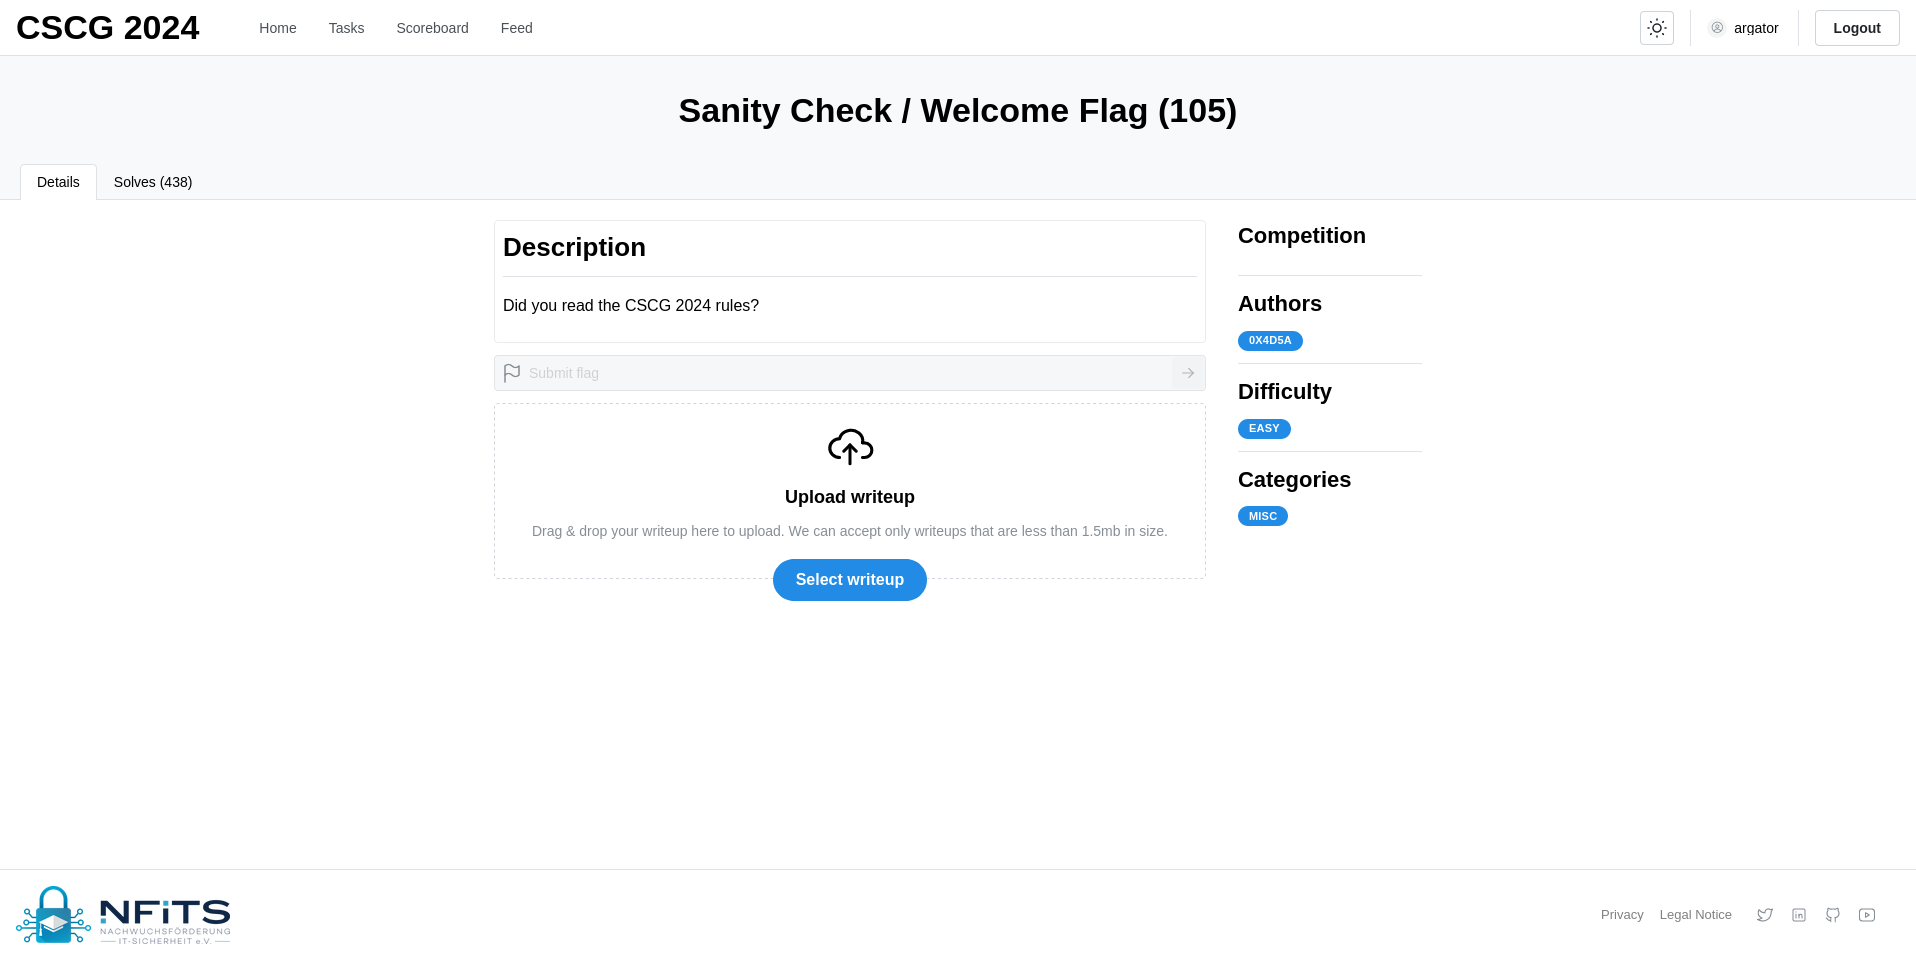 CSCG 2024
Home Tasks Scoreboard Feed
argator
Logout
Sanity Check / Welcome Flag (105)
Details Solves (438)
Description
Did you read the CSCG 2024 rules?
Submit flag
Upload writeup
Drag & drop your writeup here to upload. We can accept only writeups that are less than 1.5mb in size.
Select writeup
Competition
Authors
0X4D5A
Difficulty
EASY
Categories
MISC
NFiTS
NACHWUCHSFÖRDERUNG
IT-SICHERHEIT e.V.
Privacy Legal Notice